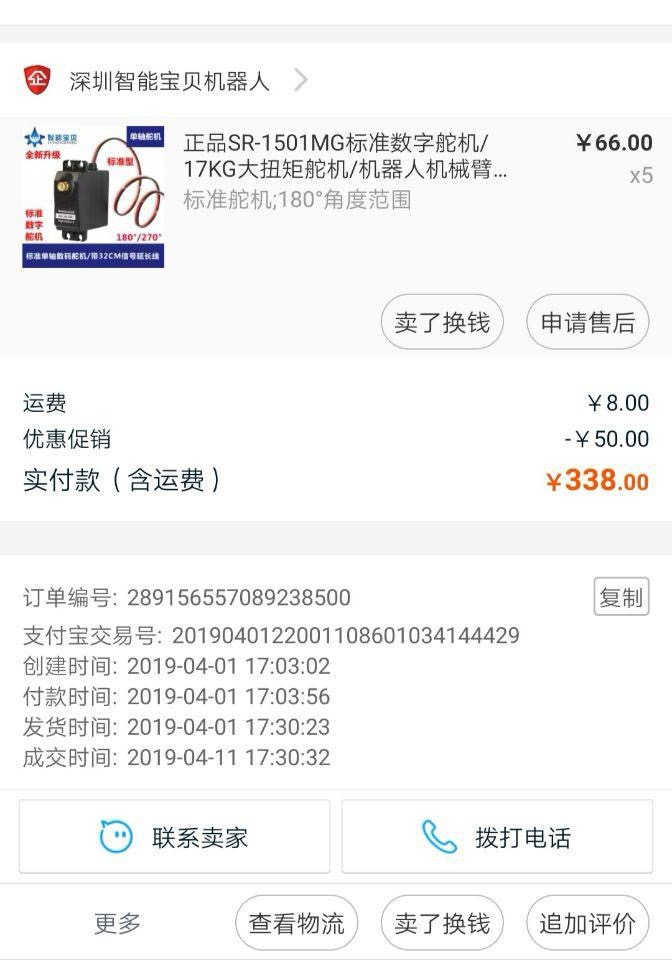 企 深圳智能宝贝机器人
智能宝贝
单轴舵机
全新升级
标准型
标准
数字
舵机
180°/270°
标准单轴数码舵机/带32CM信号延长线
正品SR-1501MG标准数字舵机/
17KG大扭矩舵机/机器人机械臂...
标准舵机;180°角度范围
￥66.00
x5
卖了换钱
申请售后
运费 ￥8.00
优惠促销 -￥50.00
实付款（含运费） ￥338.00
订单编号: 289156557089238500 复制
支付宝交易号: 2019040122001108601034144429
创建时间: 2019-04-01 17:03:02
付款时间: 2019-04-01 17:03:56
发货时间: 2019-04-01 17:30:23
成交时间: 2019-04-11 17:30:32
联系卖家
拨打电话
更多
查看物流
卖了换钱
追加评价